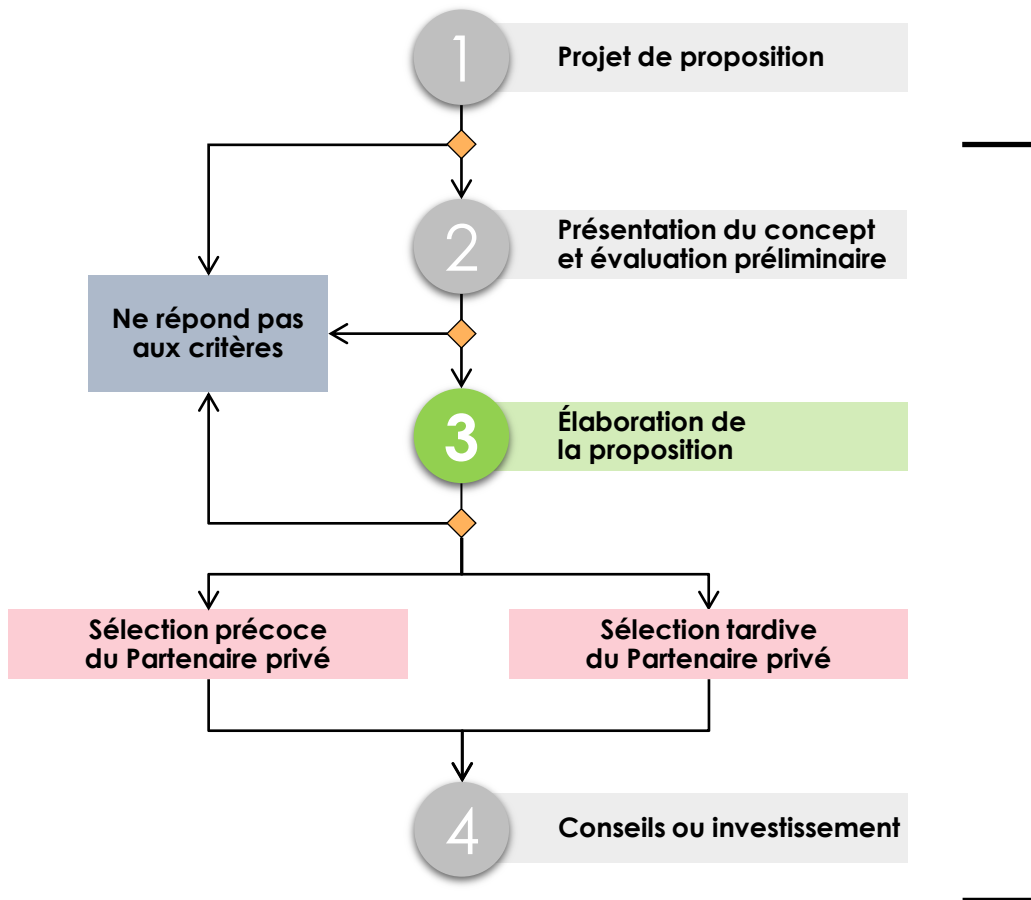 1
Projet de proposition
2
Présentation du concept
et évaluation préliminaire
Ne répond pas
aux critères
3
Élaboration de
la proposition
Sélection précoce
du Partenaire privé
Sélection tardive
du Partenaire privé
4
Conseils ou investissement